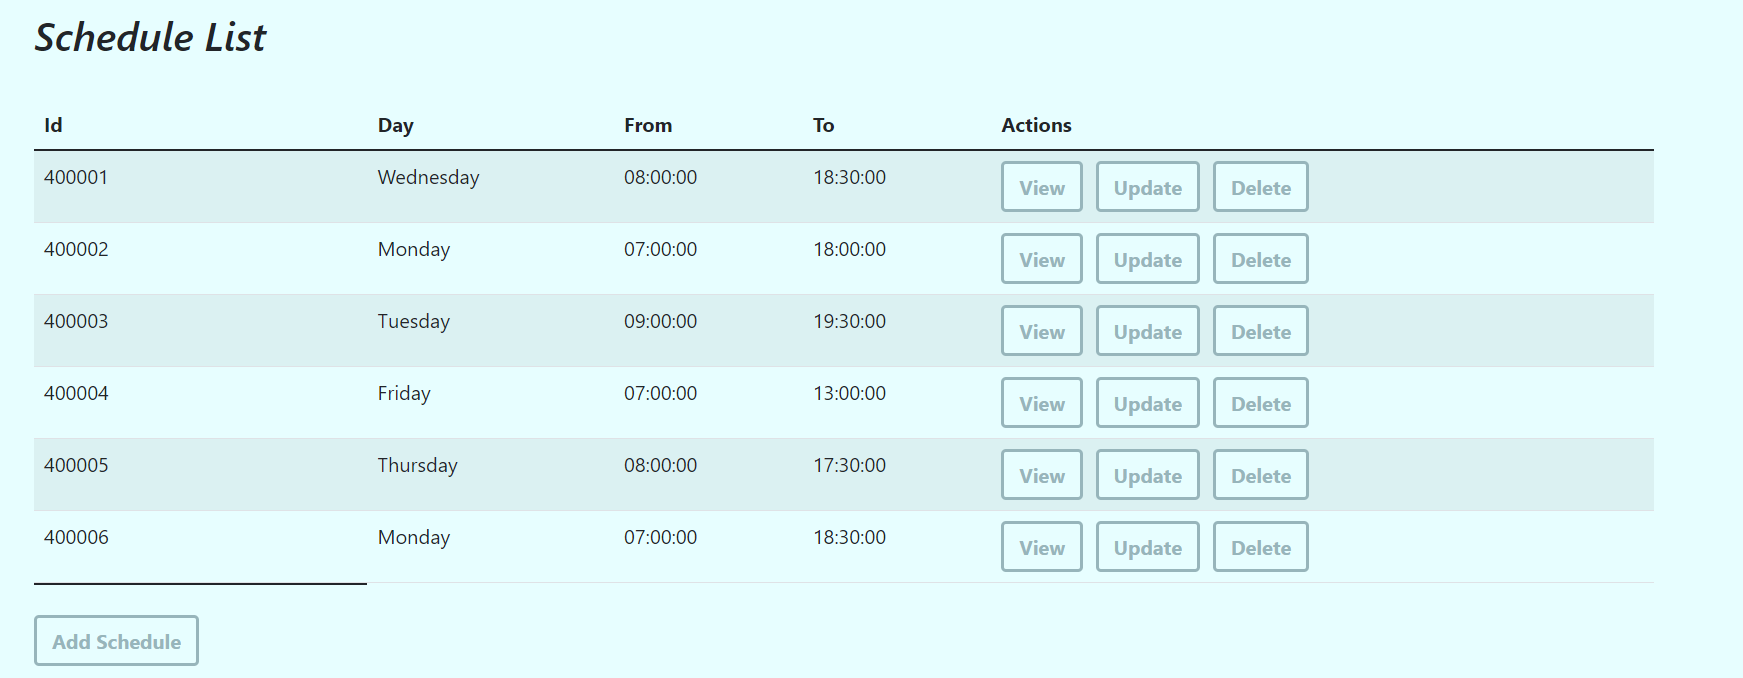 Schedule List
Id Day From To Actions
400001 Wednesday 08:00:00 18:30:00 View Update Delete
400002 Monday 07:00:00 18:00:00 View Update Delete
400003 Tuesday 09:00:00 19:30:00 View Update Delete
400004 Friday 07:00:00 13:00:00 View Update Delete
400005 Thursday 08:00:00 17:30:00 View Update Delete
400006 Monday 07:00:00 18:30:00 View Update Delete
Add Schedule